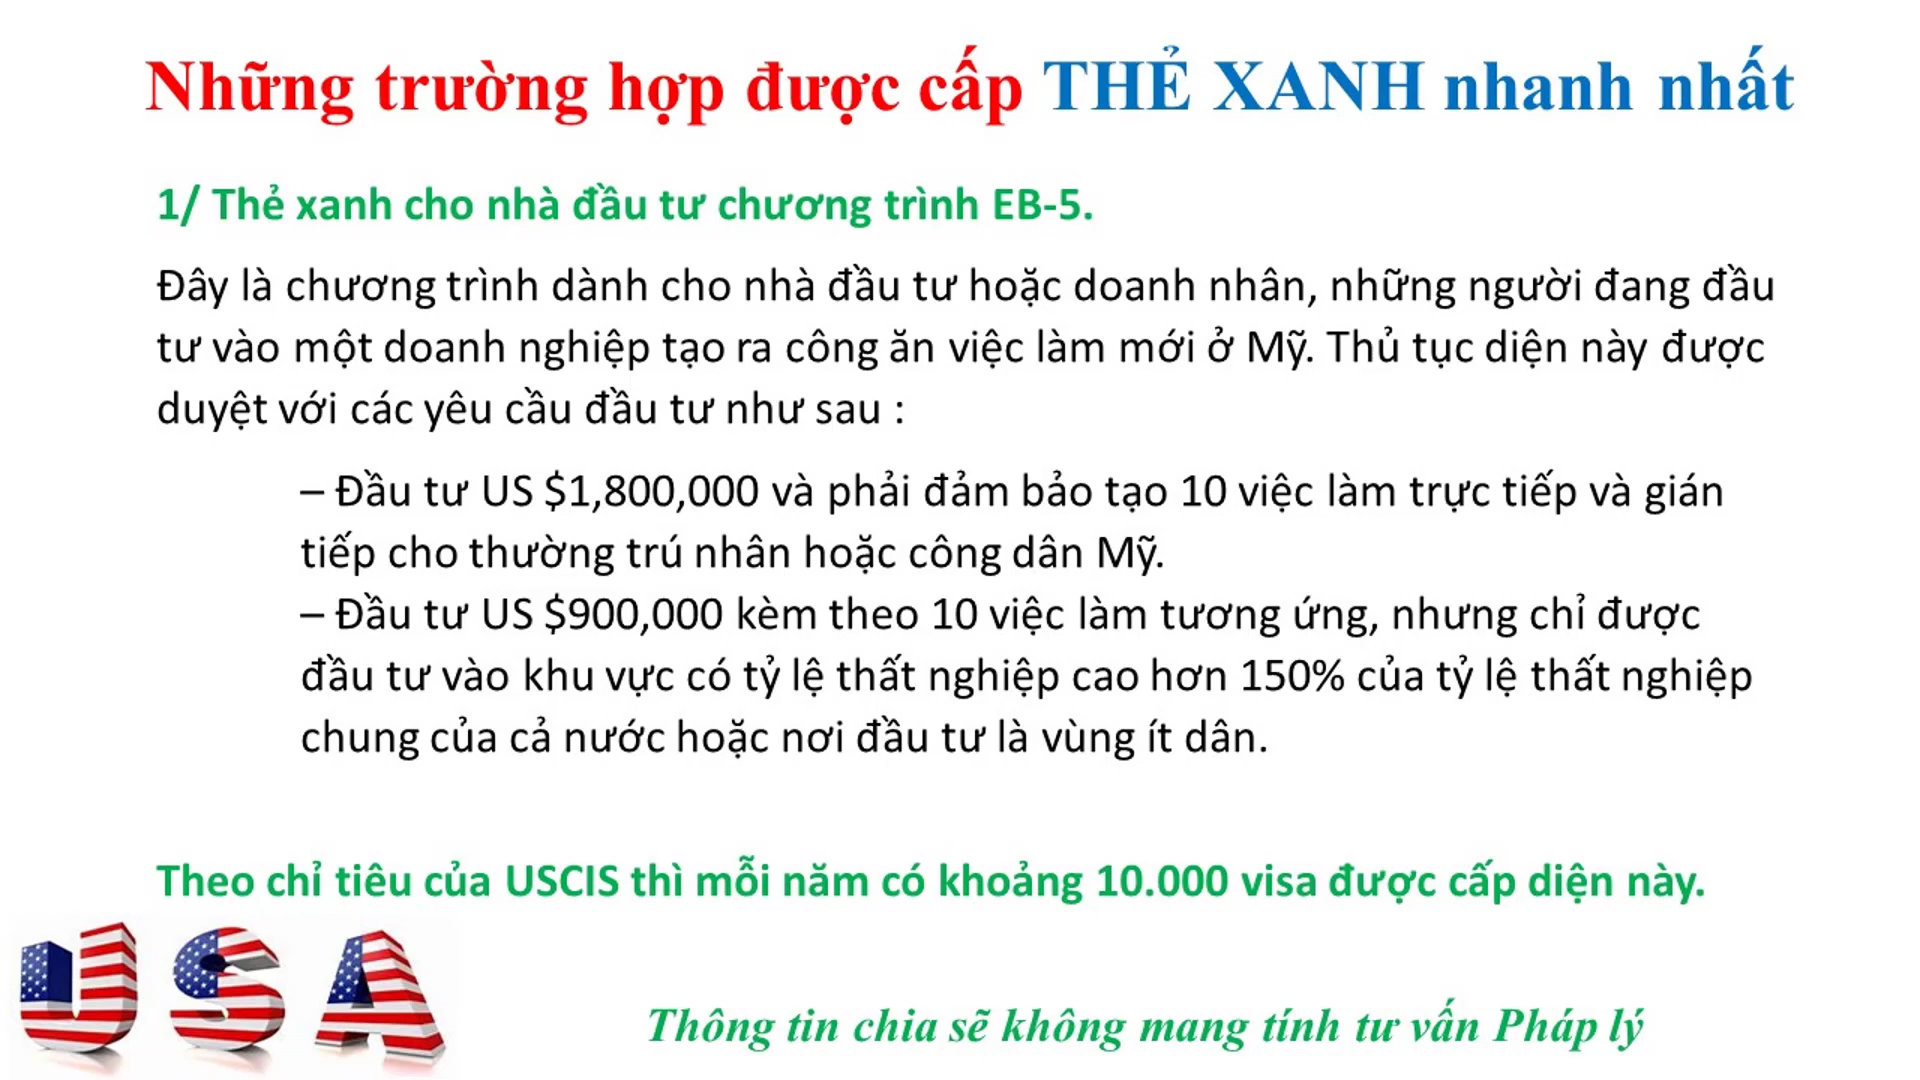 Những trường hợp được cấp THẺ XANH nhanh nhất
1/ Thẻ xanh cho nhà đầu tư chương trình EB-5.
Đây là chương trình dành cho nhà đầu tư hoặc doanh nhân, những người đang đầu
tư vào một doanh nghiệp tạo ra công ăn việc làm mới ở Mỹ. Thủ tục diện này được
duyệt với các yêu cầu đầu tư như sau :
– Đầu tư US $1,800,000 và phải đảm bảo tạo 10 việc làm trực tiếp và gián
tiếp cho thường trú nhân hoặc công dân Mỹ.
– Đầu tư US $900,000 kèm theo 10 việc làm tương ứng, nhưng chỉ được
đầu tư vào khu vực có tỷ lệ thất nghiệp cao hơn 150% của tỷ lệ thất nghiệp
chung của cả nước hoặc nơi đầu tư là vùng ít dân.
Theo chỉ tiêu của USCIS thì mỗi năm có khoảng 10.000 visa được cấp diện này.
USA
Thông tin chia sẽ không mang tính tư vấn Pháp lý